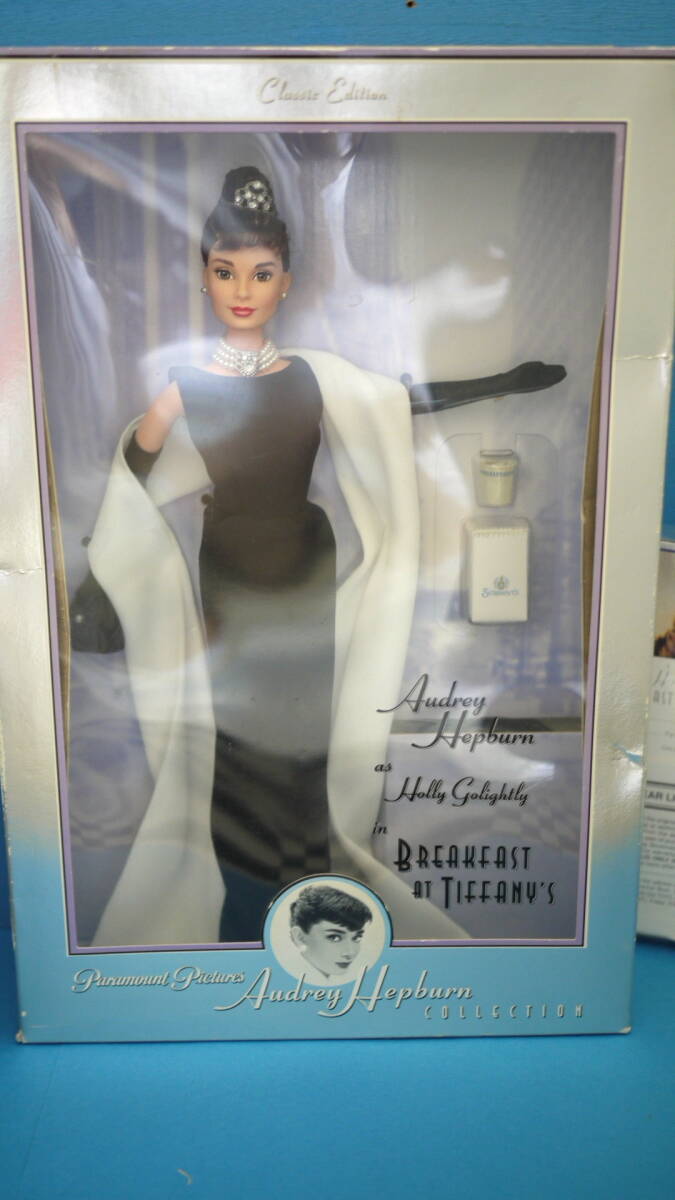 Classic Edition
Audrey
Hepburn
as
Holly Golightly
in
BREAKFAST
AT TIFFANY'S
Paramount Pictures
Audrey Hepburn
COLLECTION